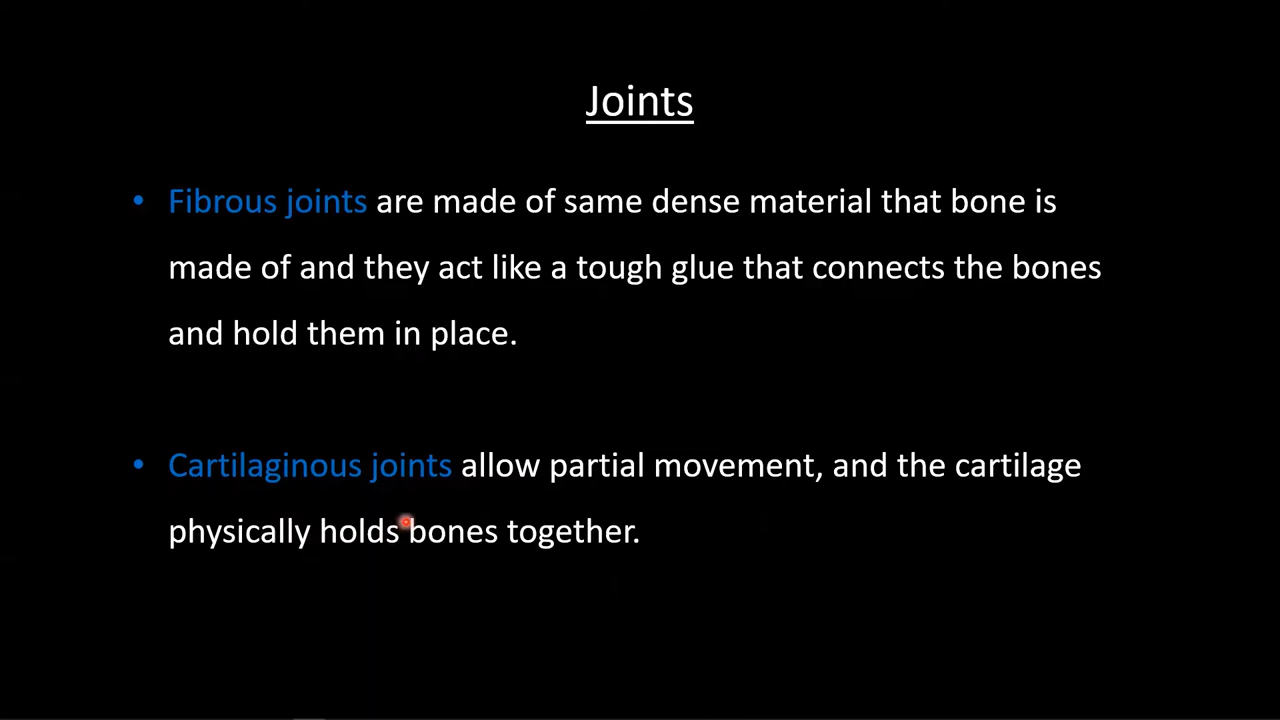 Joints
• Fibrous joints are made of same dense material that bone is
made of and they act like a tough glue that connects the bones
and hold them in place.
• Cartilaginous joints allow partial movement, and the cartilage
physically holds bones together.